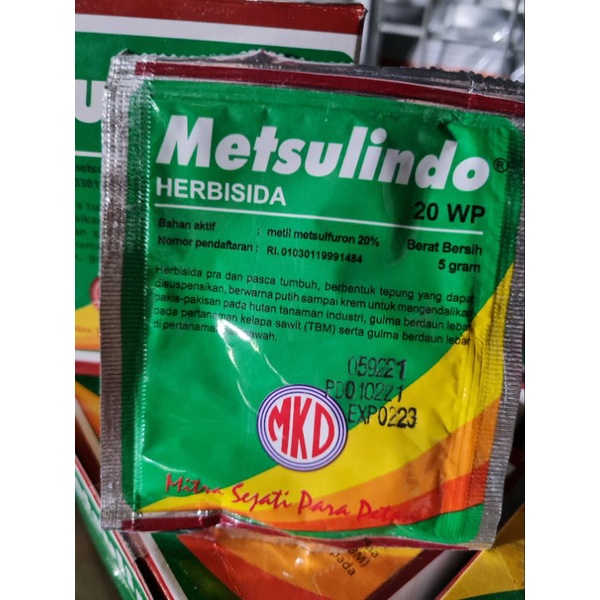 Metsulindo®
HERBISIDA
20 WP
Bahan aktif : metil metsulfuron 20%
Nomor pendaftaran : RI. 01030119991484
Berat Bersih
5 gram
Herbisida pra dan pasca tumbuh, berbentuk tepung yang dapat
disuspensikan, berwarna putih sampai krem untuk mengendalikan
pakis-pakisan pada hutan tanaman industri, gulma berdaun lebar
pada pertanaman kelapa sawit (TBM) serta gulma berdaun lebar
di pertanaman
059221
PD010221
EXP0223
MKD
Mitra Sejati Para